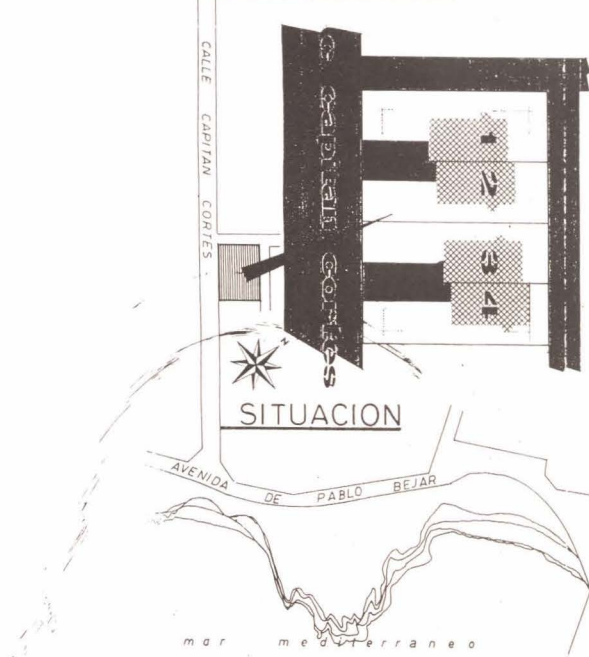 CALLE CAPITAN CORTES.
C. Capitan Cortes
1
2
3
4
N
SITUACION
AVENIDA DE PABLO BEJAR
mar mediterraneo